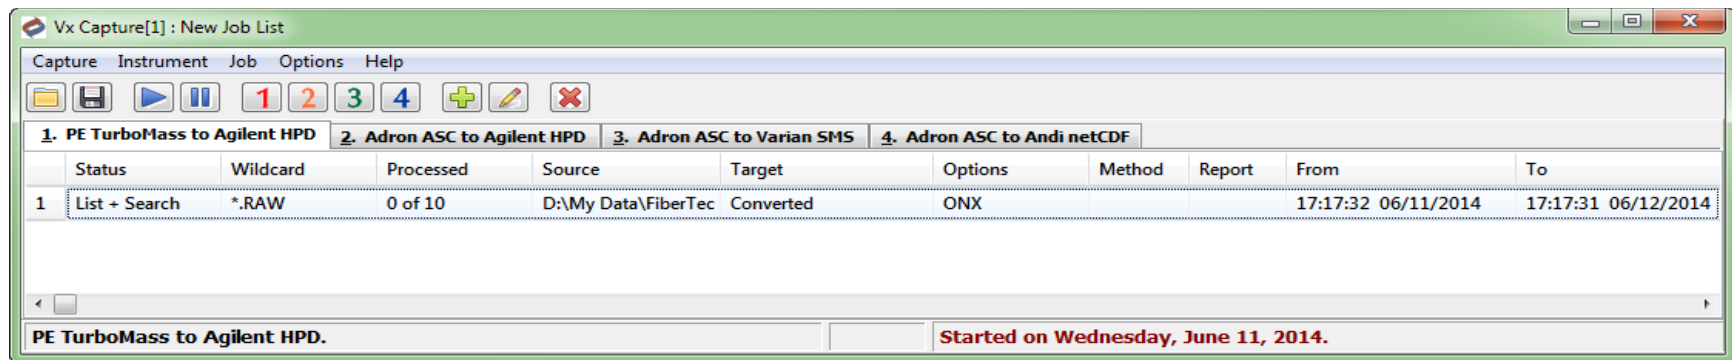 Vx Capture[1] : New Job List
Capture Instrument Job Options Help
1 2 3 4
1. PE TurboMass to Agilent HPD 2. Adron ASC to Agilent HPD 3. Adron ASC to Varian SMS 4. Adron ASC to Andi netCDF
Status Wildcard Processed Source Target Options Method Report From To
1 List + Search *.RAW 0 of 10 D:\My Data\FiberTec Converted ONX 17:17:32 06/11/2014 17:17:31 06/12/2014
PE TurboMass to Agilent HPD. Started on Wednesday, June 11, 2014.